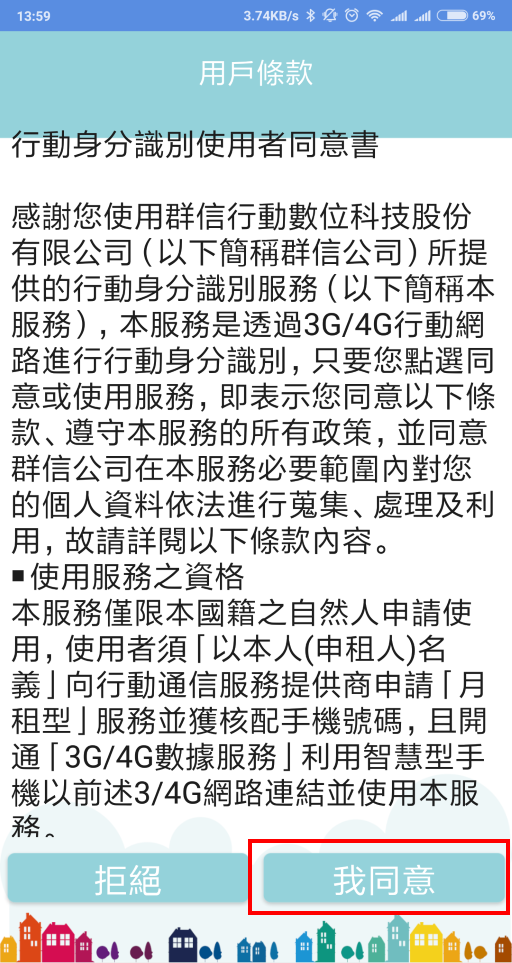 13:59 3.74KB/s 69%
用戶條款
行動身分識別使用者同意書
感謝您使用群信行動數位科技股份
有限公司（以下簡稱群信公司）所提
供的行動身分識別服務（以下簡稱本
服務），本服務是透過3G/4G行動網
路進行行動身分識別，只要您點選同
意或使用服務，即表示您同意以下條
款、遵守本服務的所有政策，並同意
群信公司在本服務必要範圍內對您
的個人資料依法進行蒐集、處理及利
用，故請詳閱以下條款內容。
■使用服務之資格
本服務僅限本國籍之自然人申請使
用，使用者須「以本人(申租人)名
義」向行動通信服務提供商申請「月
租型」服務並獲核配手機號碼，且開
通「3G/4G數據服務」利用智慧型手
機以前述3/4G網路連結並使用本服
務。
拒絕 我同意